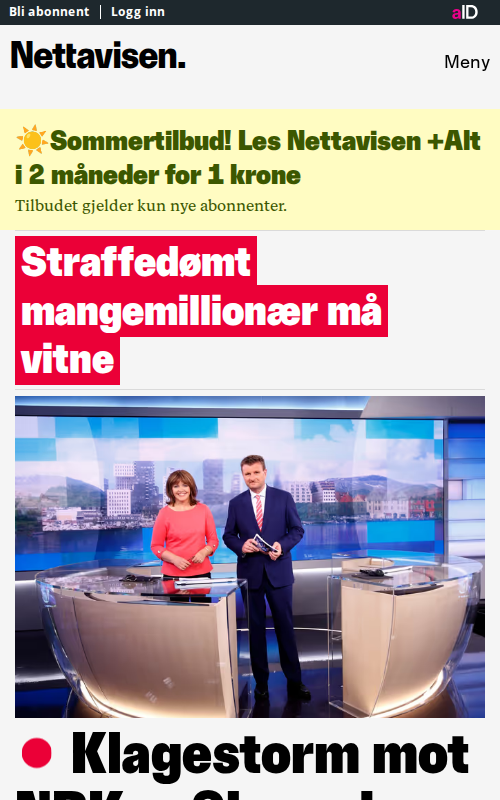 Bli abonnent
Logg inn
aID
Nettavisen.
Meny
☀️Sommertilbud! Les Nettavisen +Alt
i 2 måneder for 1 krone
Tilbudet gjelder kun nye abonnenter.
Straffedømt
mangemillionær må
vitne
Klagestorm mot